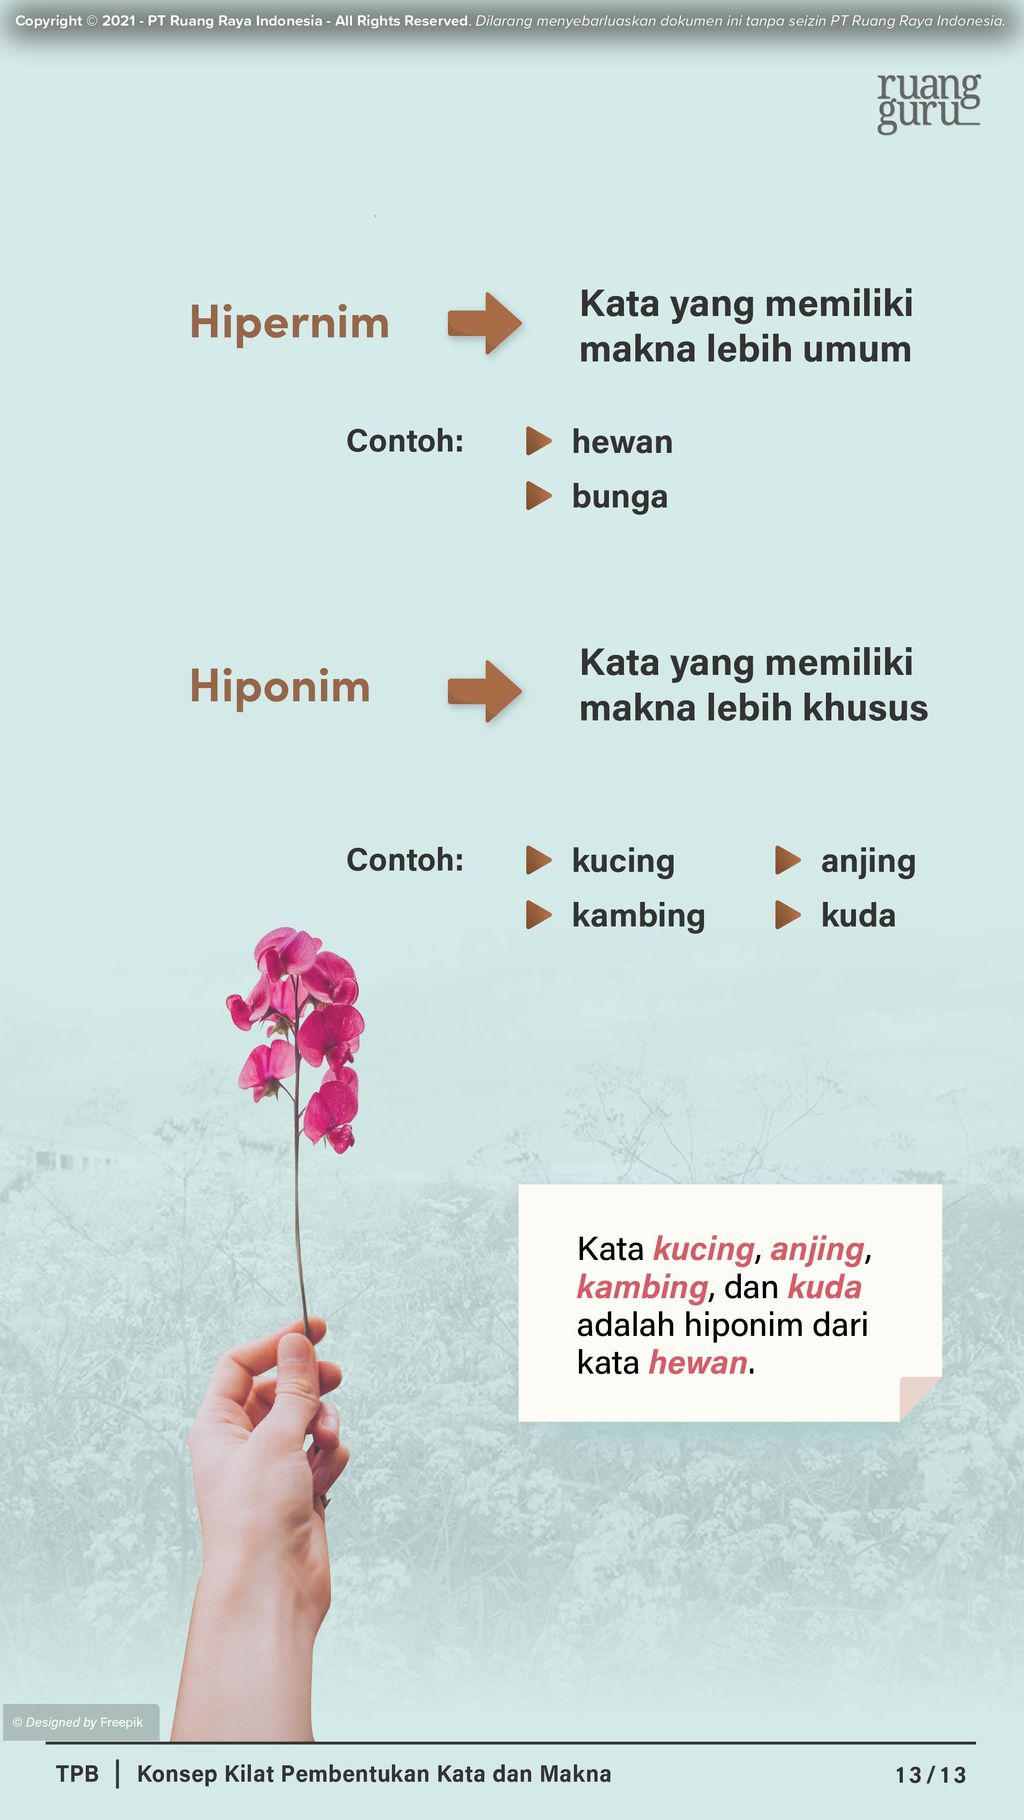 Copyright © 2021 - PT Ruang Raya Indonesia - All Rights Reserved. Dilarang menyebarluaskan dokumen ini tanpa seizin PT Ruang Raya Indonesia.
ruang
guru
Hipernim
Kata yang memiliki
makna lebih umum
Contoh:
hewan
bunga
Hiponim
Kata yang memiliki
makna lebih khusus
Contoh:
kucing
anjing
kambing
kuda
Kata kucing, anjing,
kambing, dan kuda
adalah hiponim dari
kata hewan.
© Designed by Freepik
TPB | Konsep Kilat Pembentukan Kata dan Makna
13/13